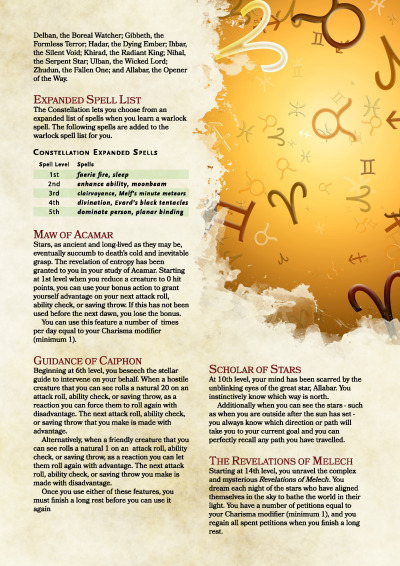 Delban, the Boreal Watcher; Gibbeth, the
Formless Terror; Hadar, the Dying Ember; Ihbar,
the Silent Void; Khirad, the Radiant King; Nihal,
the Serpent Star; Ulban, the Wicked Lord;
Zhudun, the Fallen One; and Allabar, the Opener
of the Way.
EXPANDED SPELL LIST
The Constellation lets you choose from an
expanded list of spells when you learn a warlock
spell. The following spells are added to the
warlock spell list for you.
CONSTELLATION EXPANDED SPELLS
Spell Level Spells
1st faerie fire, sleep
2nd enhance ability, moonbeam
3rd clairvoyance, Melf's minute meteors
4th divination, Evard's black tentacles
5th dominate person, planar binding
MAW OF ACAMAR
Stars, as ancient and long-lived as they may be,
eventually succumb to death's cold and inevitable
grasp. The revelation of entropy has been
granted to you in your study of Acamar. Starting
at 1st level when you reduce a creature to 0 hit
points, you can use your bonus action to grant
yourself advantage on your next attack roll,
ability check, or saving throw. If this has not been
used before the next dawn, you lose the bonus.
You can use this feature a number of times
per day equal to your Charisma modifier
(minimum 1).
GUIDANCE OF CAIPHON
Beginning at 6th level, you beseech the stellar
guide to intervene on your behalf. When a hostile
creature that you can see rolls a natural 20 on an
attack roll, ability check, or saving throw, as a
reaction you can force them to roll again with
disadvantage. The next attack roll, ability check,
or saving throw that you make is made with
advantage.
Alternatively, when a friendly creature that you
can see rolls a natural 1 on an attack roll, ability
check, or saving throw, as a reaction you can let
them roll again with advantage. The next attack
roll, ability check, or saving throw you make is
made with disadvantage.
Once you use either of these features, you
must finish a long rest before you can use it
again
SCHOLAR OF STARS
At 10th level, your mind has been scarred by the
unblinking eyes of the great star, Allabar. You
instinctively know which way is north.
Additionally when you can see the stars - such
as when you are outside after the sun has set -
you always know which direction or path will
take you to your current goal and you can
perfectly recall any path you have travelled.
THE REVELATIONS OF MELECH
Starting at 14th level, you unravel the complex
and mysterious Revelations of Melech. You
dream each night of the stars who have aligned
themselves in the sky to bathe the world in their
light. You have a number of petitions equal to
your Charisma modifier (minimum 1), and you
regain all spent petitions when you finish a long
rest.